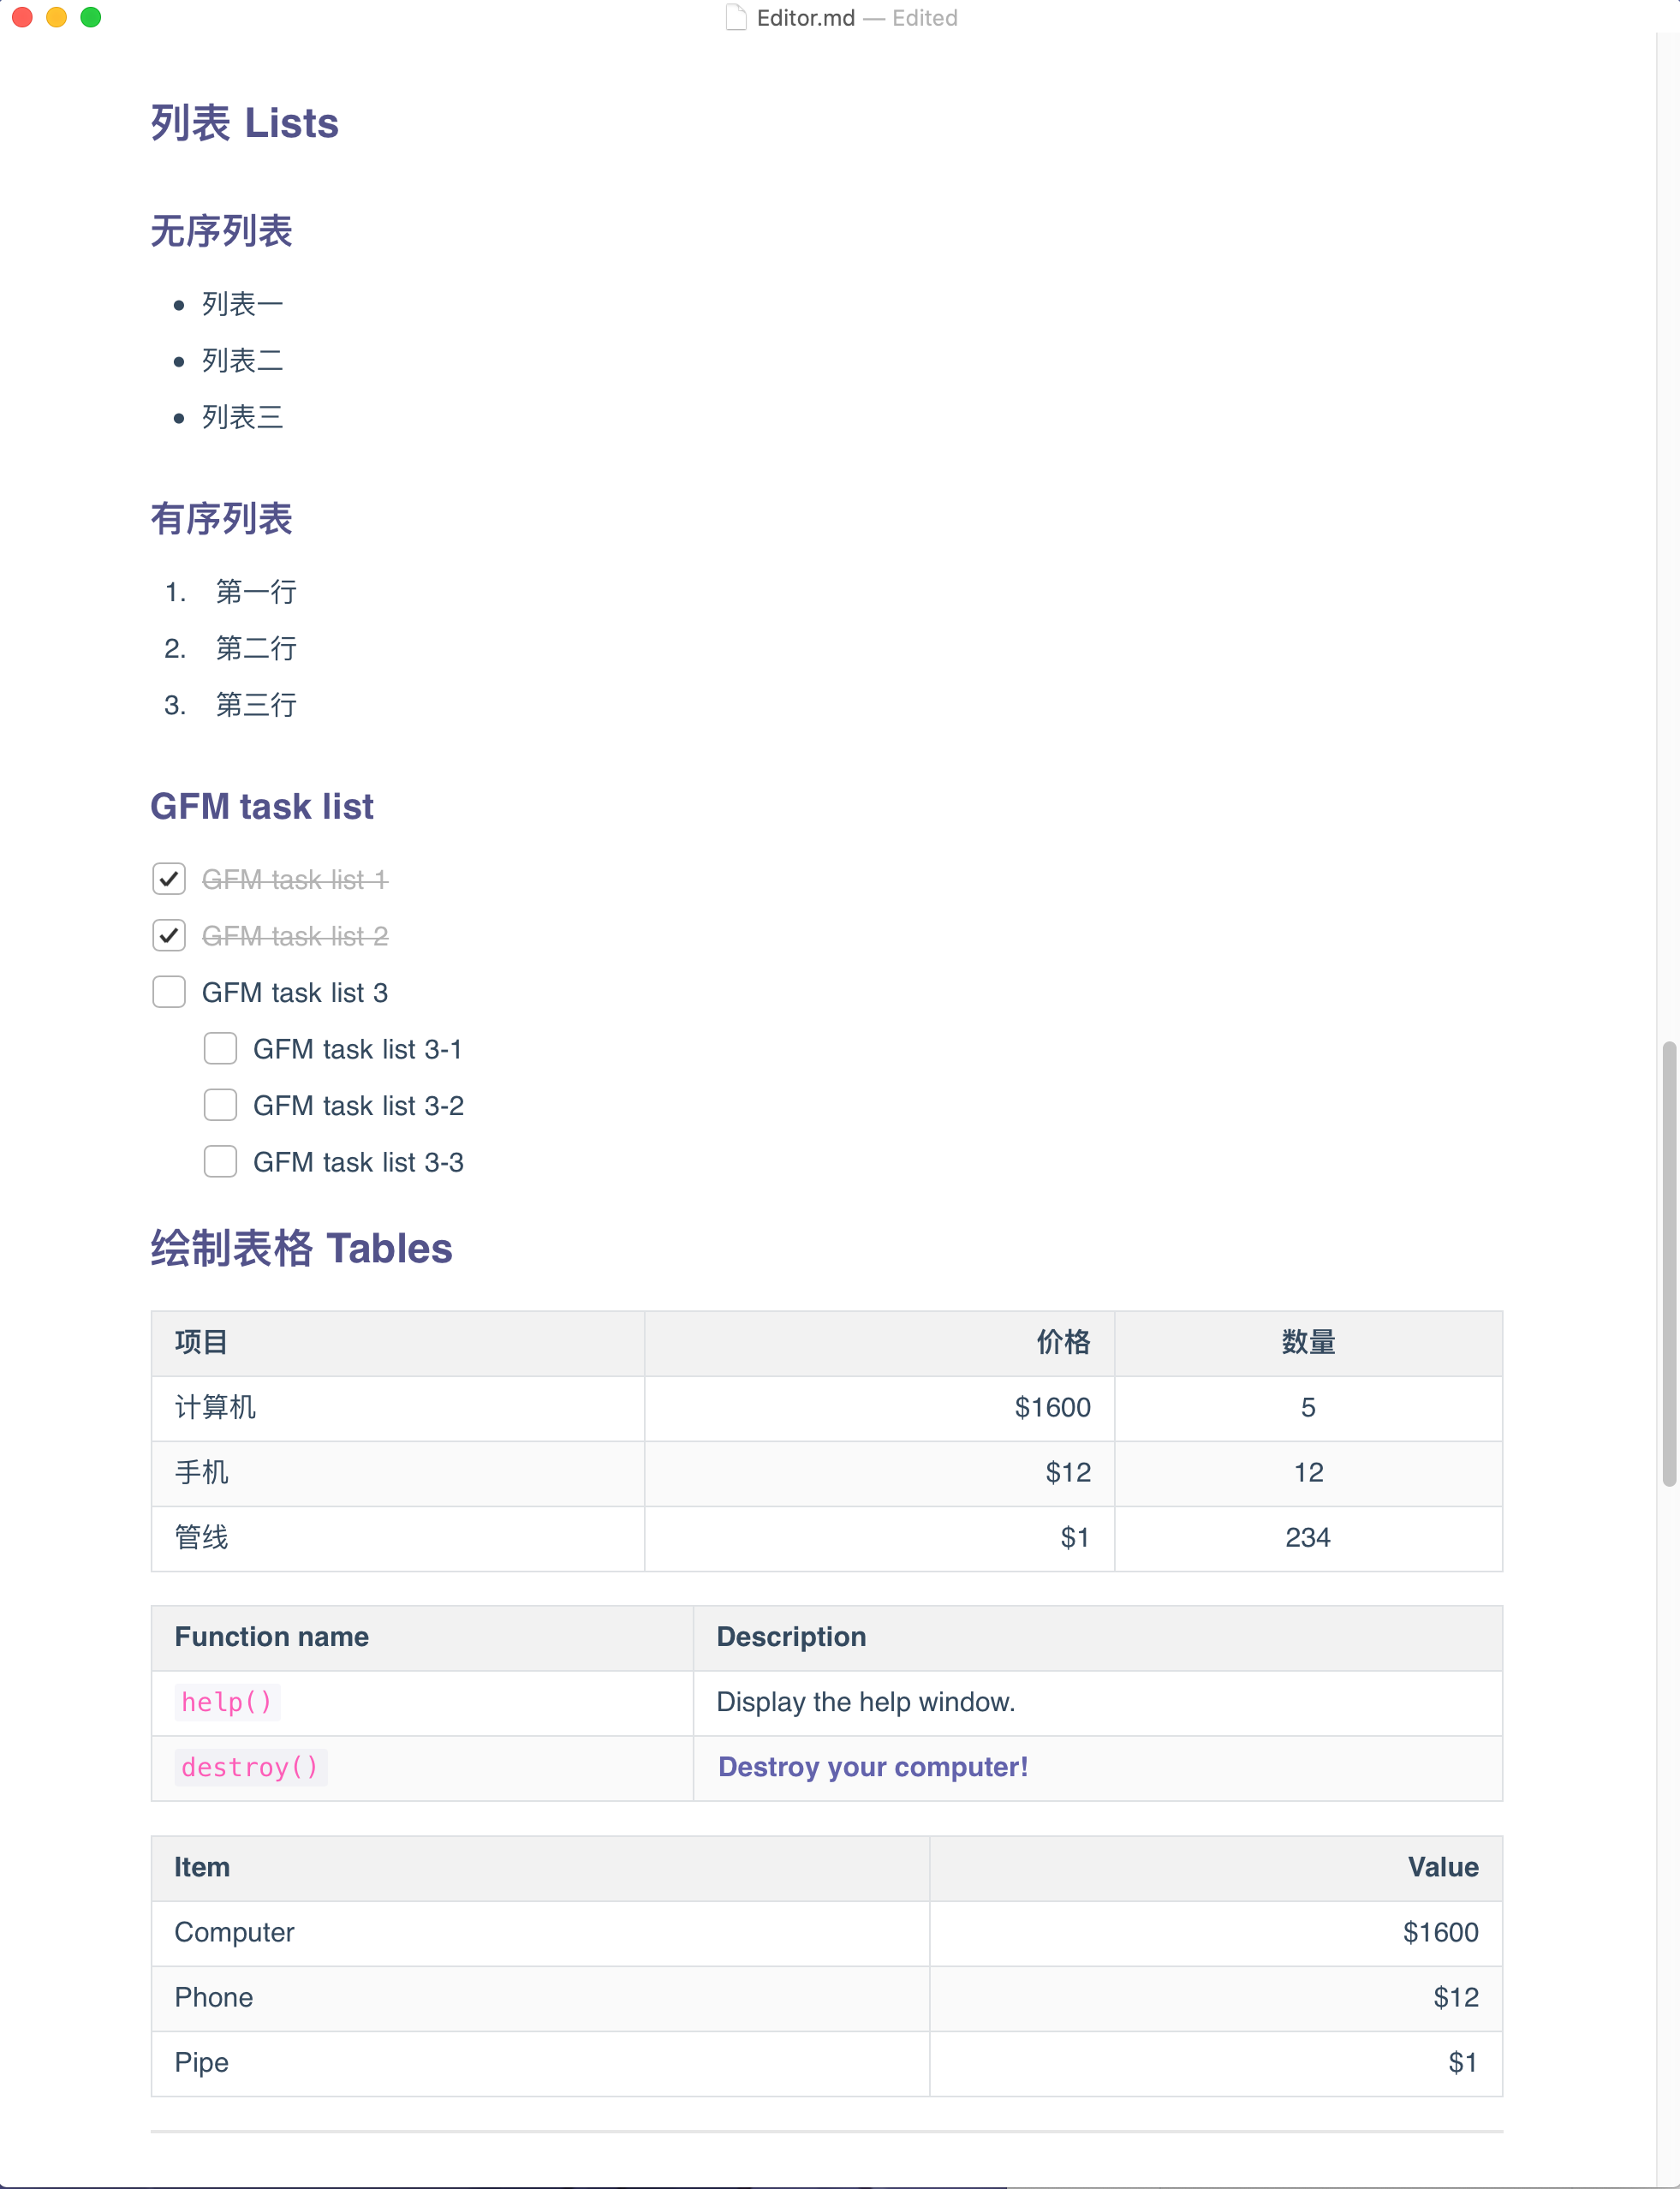 Editor.md — Edited
列表 Lists
无序列表
• 列表一
• 列表二
• 列表三
有序列表
1. 第一行
2. 第二行
3. 第三行
GFM task list
GFM task list 1
GFM task list 2
GFM task list 3
GFM task list 3-1
GFM task list 3-2
GFM task list 3-3
绘制表格 Tables
项目 价格 数量
计算机 $1600 5
手机 $12 12
管线 $1 234
Function name Description
help() Display the help window.
destroy() Destroy your computer!
Item Value
Computer $1600
Phone $12
Pipe $1